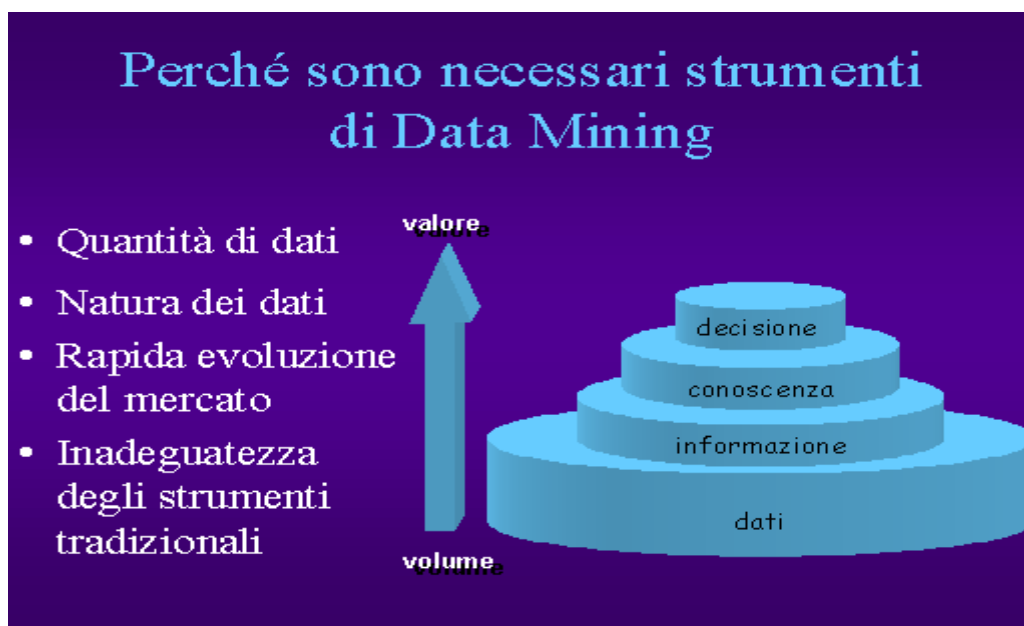 Perché sono necessari strumenti
di Data Mining
• Quantità di dati
• Natura dei dati
• Rapida evoluzione
del mercato
• Inadeguatezza
degli strumenti
tradizionali
valore
volume
decisione
conoscenza
informazione
dati